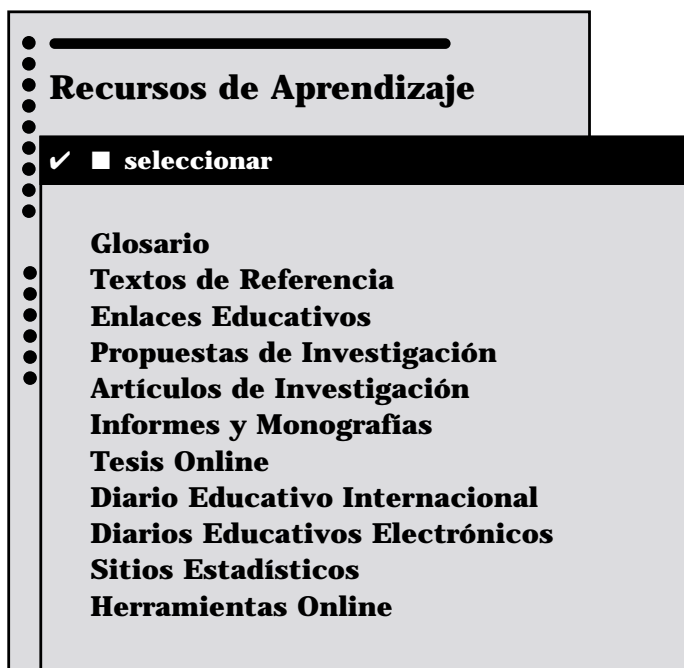 Recursos de Aprendizaje
✔ ■ seleccionar
Glosario
Textos de Referencia
Enlaces Educativos
Propuestas de Investigación
Artículos de Investigación
Informes y Monografías
Tesis Online
Diario Educativo Internacional
Diarios Educativos Electrónicos
Sitios Estadísticos
Herramientas Online